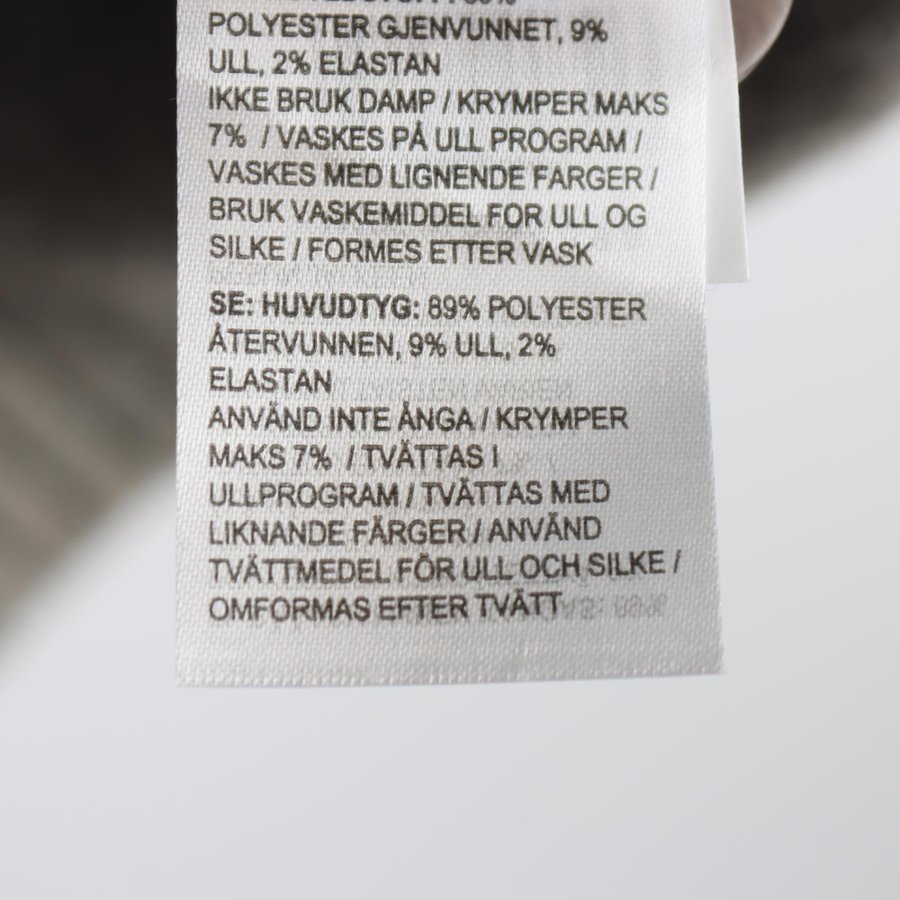 POLYESTER GJENVUNNET, 9%
ULL, 2% ELASTAN
IKKE BRUK DAMP / KRYMPER MAKS
7% / VASKES PÅ ULL PROGRAM /
VASKES MED LIGNENDE FARGER /
BRUK VASKEMIDDEL FOR ULL OG
SILKE / FORMES ETTER VASK
SE: HUVUDTYG: 89% POLYESTER
ÅTERVUNNEN, 9% ULL, 2%
ELASTAN
ANVÄND INTE ÅNGA / KRYMPER
MAKS 7% / TVÄTTAS I
ULLPROGRAM / TVÄTTAS MED
LIKNANDE FÄRGER / ANVÄND
TVÄTTMEDEL FÖR ULL OCH SILKE /
OMFORMAS EFTER TVÄTT